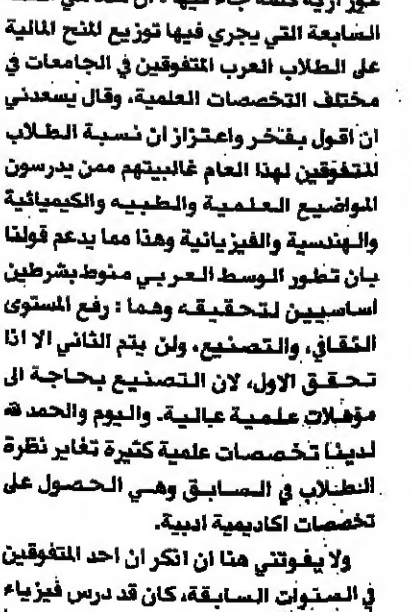 السابعة التي يجري فيها توزيع للمنح المالية
على الطلاب العرب المتفوقين في الجامعات في
مختلف التخصصات العلمية، وقال يسعدني
ان اقول بفخر واعتزاز ان نسبة الطلاب
المتفوقين لهذا العام غالبيتهم ممن يدرسون
المواضيع العلمية والطبيه والكيميائية
والهندسية والفيزيائية وهذا مما يدعم قولنا
بان تطور الوسط العربي منوط بشرطين
اساسيين لتحقيقه وهما : رفع المستوى
الثقافي، والتصنيع. ولن يتم الثاني الا اذا
تحقق الاول، لان التصنيع بحاجة الى
مؤهلات علمية عالية. واليوم والحمد لله
لدينا تخصصات علمية كثيرة تغاير نظرة
الطلاب في السابق وهي الحصول على
تخصصات اكاديمية ادبية.
ولا يفوتني هنا ان اذكر ان احد المتفوقين
في السنوات السابقة، كان قد درس فيزياء